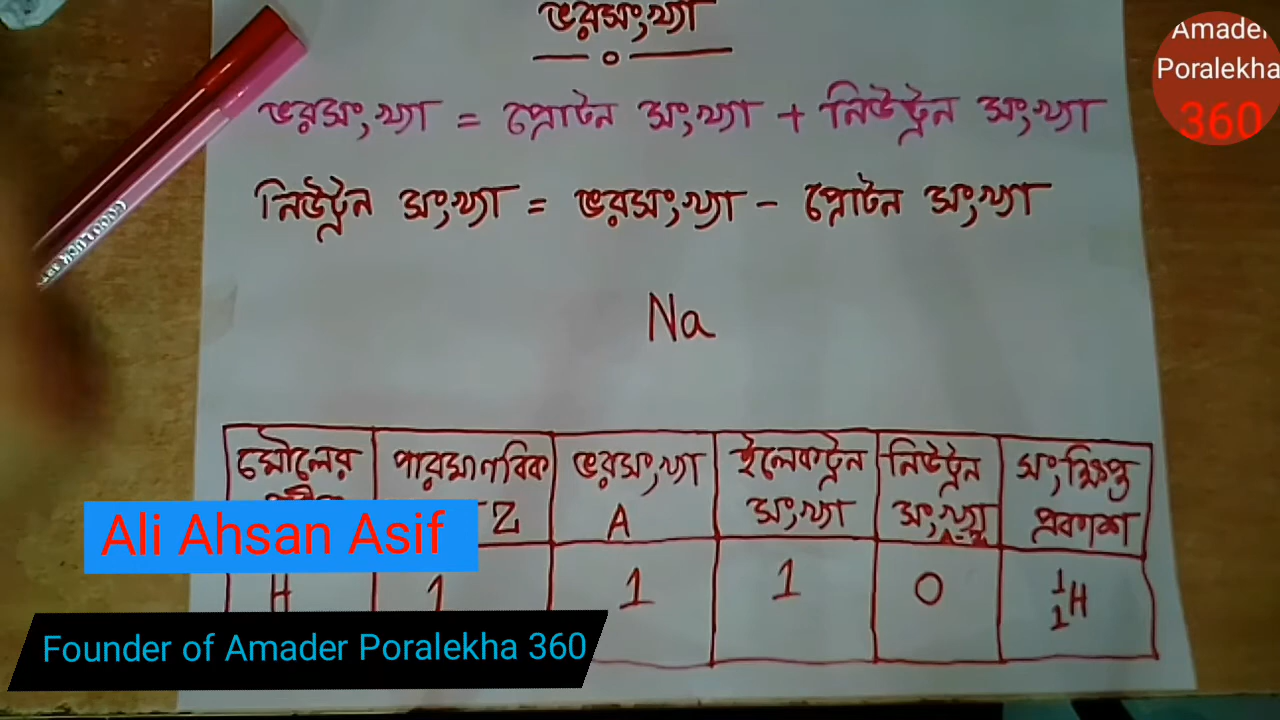 ভরসংখ্যা
Amader
Poralekha
360
ভরসংখ্যা = প্রোটন সংখ্যা + নিউট্রন সংখ্যা
নিউট্রন সংখ্যা = ভরসংখ্যা - প্রোটন সংখ্যা
Na
মৌলের পারমাণবিক ভরসংখ্যা ইলেকট্রন নিউট্রন সংক্ষিপ্ত
Z A সংখ্যা সংখ্যা প্রকাশ
Ali Ahsan Asif
H 1 1 1 0 ¹₁H
Founder of Amader Poralekha 360